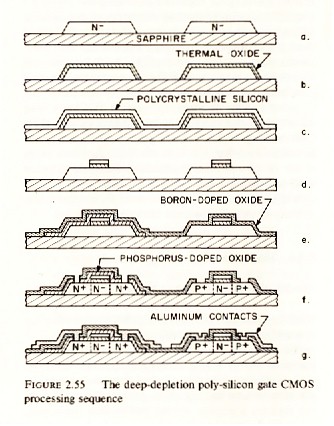 N- N- a.
SAPPHIRE
THERMAL OXIDE
b.
POLYCRYSTALLINE SILICON
c.
d.
BORON-DOPED OXIDE
e.
PHOSPHORUS-DOPED OXIDE
N+ N- N+ P+ N- P+ f.
ALUMINUM CONTACTS
N+ N- N+ P+ N- P+ g.
FIGURE 2.55 The deep-depletion poly-silicon gate CMOS
processing sequence